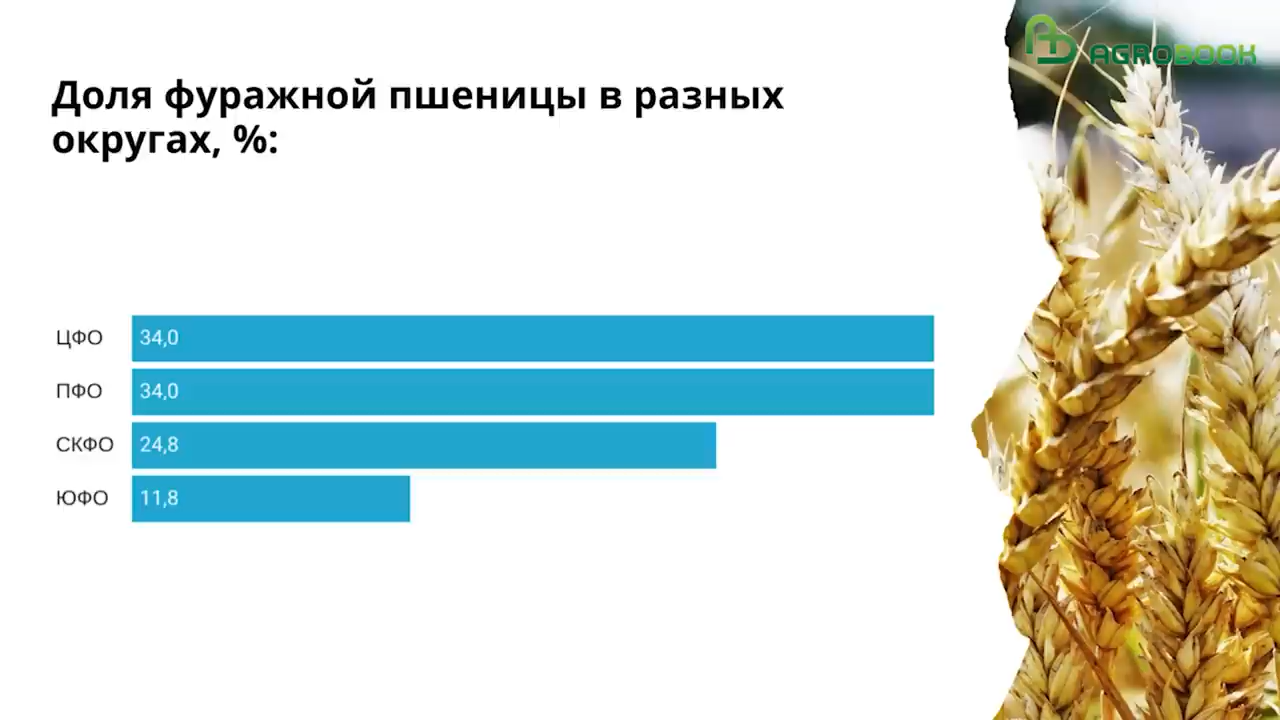 AGROBOOK
Доля фуражной пшеницы в разных
округах, %:
ЦФО 34,0
ПФО 34,0
СКФО 24,8
ЮФО 11,8